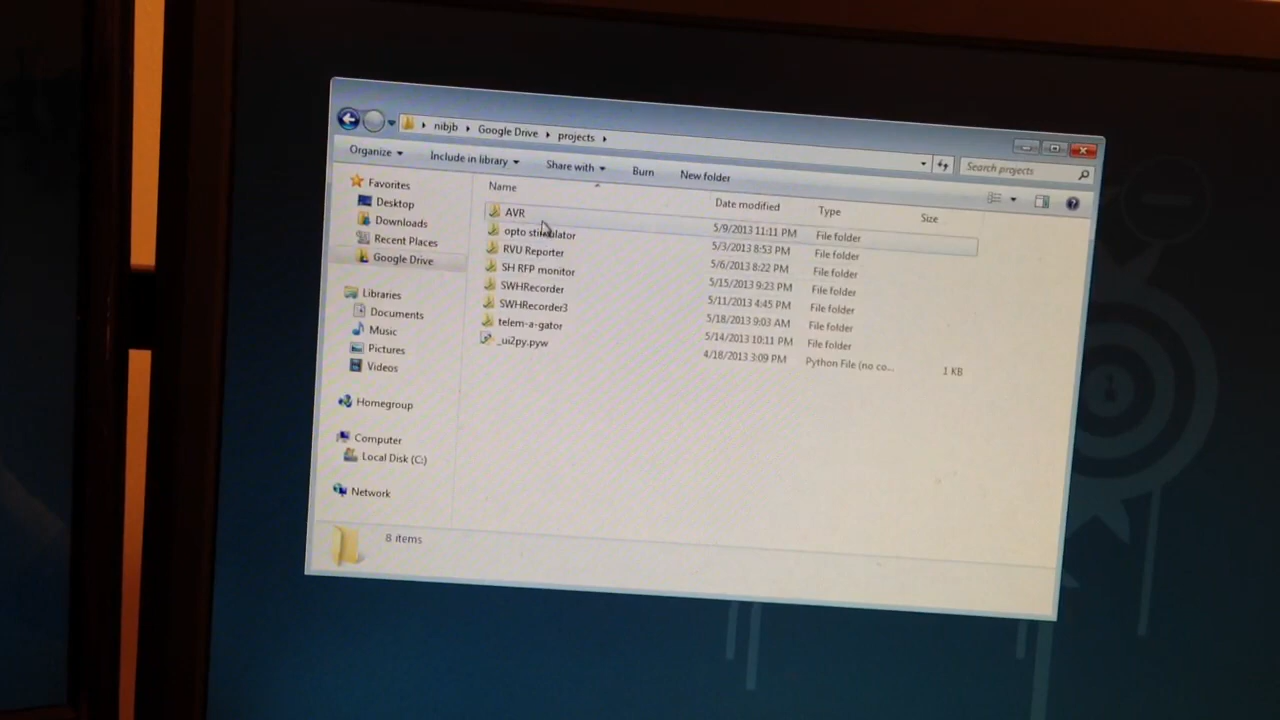 nibjb Google Drive projects
Search projects
Organize Include in library Share with Burn New folder
Name Date modified Type Size
Favorites
Desktop
Downloads
Recent Places
Google Drive
Libraries
Documents
Music
Pictures
Videos
Homegroup
Computer
Local Disk (C:)
Network
AVR 5/9/2013 11:11 PM File folder
opto stimulator 5/3/2013 8:53 PM File folder
RVU Reporter 5/6/2013 8:22 PM File folder
SH RFP monitor 5/15/2013 9:23 PM File folder
SWHRecorder 5/11/2013 4:45 PM File folder
SWHRecorder3 5/18/2013 9:03 AM File folder
telem-a-gator 5/14/2013 10:11 PM File folder
_ui2py.pyw 4/18/2013 3:09 PM Python File (no co... 1 KB
8 items